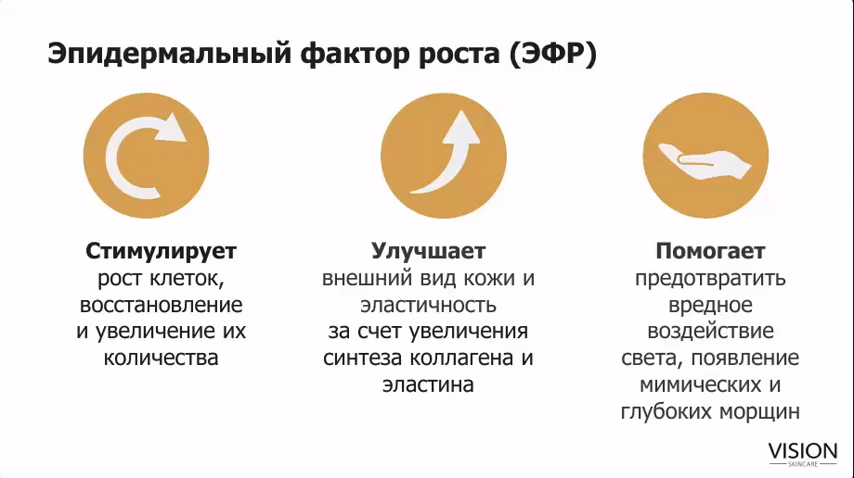 Эпидермальный фактор роста (ЭФР)
Стимулирует
рост клеток,
восстановление
и увеличение их
количества
Улучшает
внешний вид кожи и
эластичность
за счет увеличения
синтеза коллагена и
эластина
Помогает
предотвратить
вредное
воздействие
света, появление
мимических и
глубоких морщин
VISION
SKINCARE